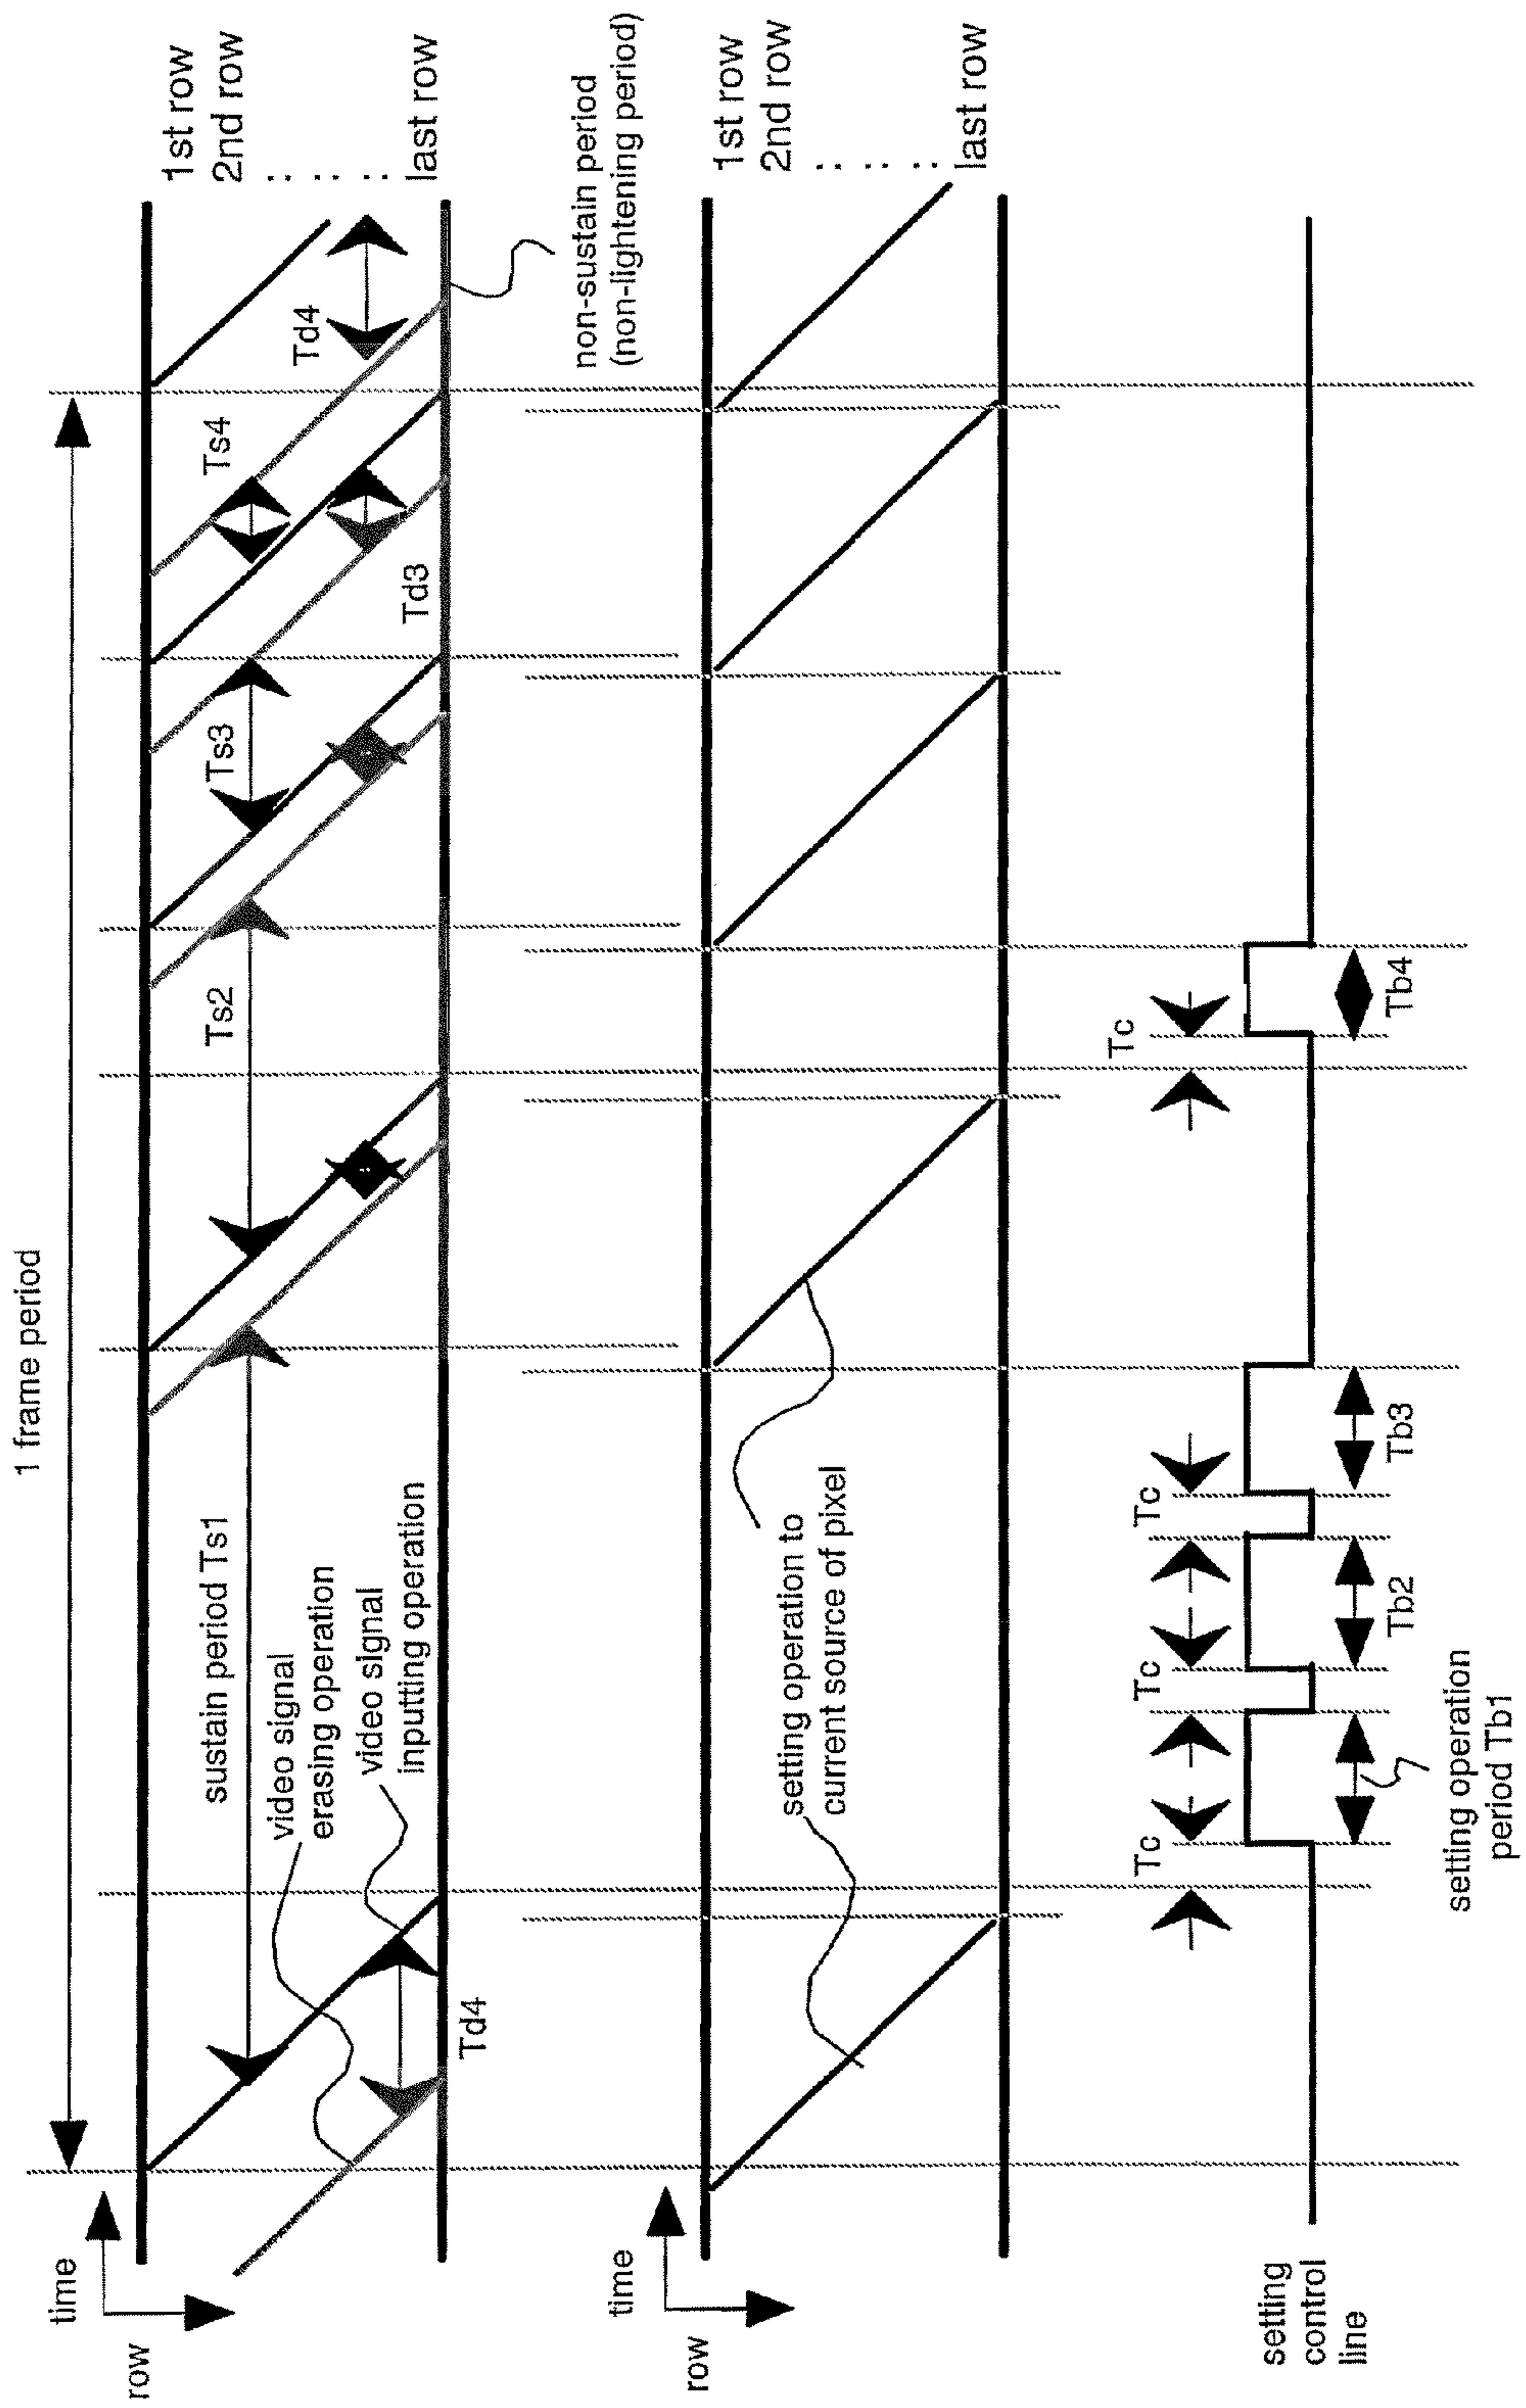 1 frame period
time
row
sustain period Ts1
Ts2
Ts3
Ts4
video signal
erasing operation
video signal
inputting operation
Td4
Td3
Td4
1st row
2nd row
last row
non-sustain period
(non-lightening period)
time
row
setting operation to
current source of pixel
1st row
2nd row
last row
setting
control
line
Tc
Tc
Tc
Tc
setting operation
period Tb1
Tb2
Tb3
Tb4